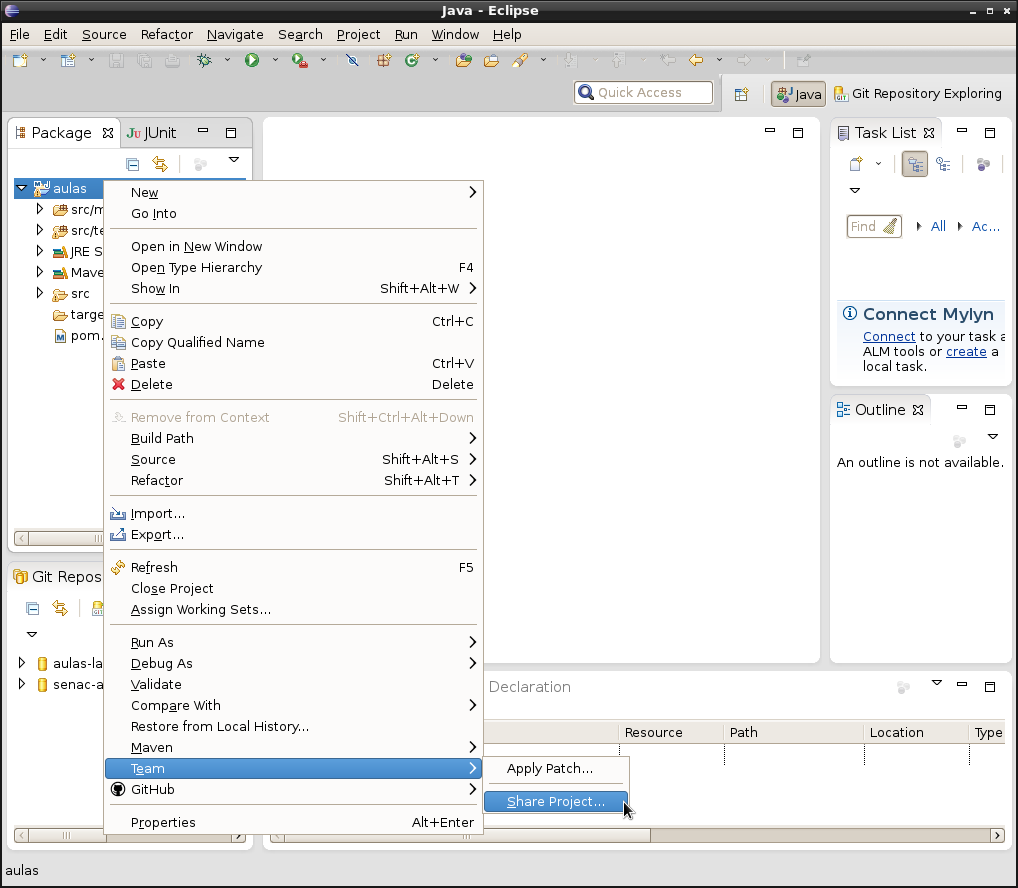 Java - Eclipse
File Edit Source Refactor Navigate Search Project Run Window Help
Quick Access
Java
Git Repository Exploring
Package
JUnit
aulas
src/m
src/te
JRE S
Mave
src
targe
pom.
New
Go Into
Open in New Window
Open Type Hierarchy F4
Show In Shift+Alt+W
Copy Ctrl+C
Copy Qualified Name
Paste Ctrl+V
Delete Delete
Remove from Context Shift+Ctrl+Alt+Down
Build Path
Source Shift+Alt+S
Refactor Shift+Alt+T
Import...
Export...
Refresh F5
Close Project
Assign Working Sets...
Run As
Debug As
Validate
Compare With
Restore from Local History...
Maven
Team
GitHub
Properties Alt+Enter
Apply Patch...
Share Project...
Git Repos
aulas-la
senac-a
Task List
Find All Ac...
Connect Mylyn
Connect to your task a
ALM tools or create a
local task.
Outline
An outline is not available.
Declaration
Resource Path Location Type
aulas